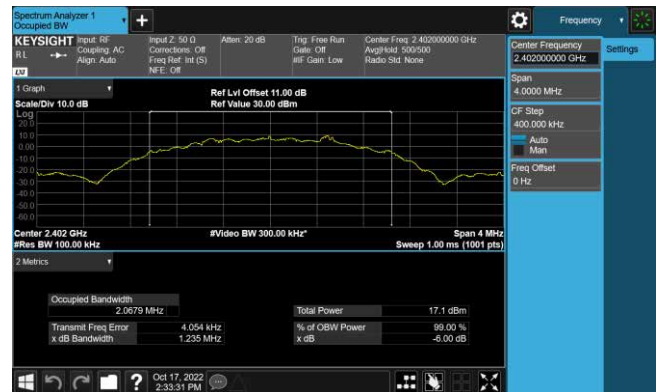 Spectrum Analyzer 1
Occupied BW
Frequency
KEYSIGHT
Input: RF
Coupling: AC
Align: Auto
Input Z: 50 Ω
Corrections: Off
Freq Ref: Int (S)
NFE: Off
Atten: 20 dB
Trig: Free Run
Gate: Off
#IF Gain: Low
Center Freq: 2.402000000 GHz
Avg|Hold: 500/500
Radio Std: None
R L
LXI
Center Frequency
2.402000000 GHz
Settings
Span
4.0000 MHz
CF Step
400.000 kHz
Auto
Man
Freq Offset
0 Hz
1 Graph
Scale/Div 10.0 dB
Ref Lvl Offset 11.00 dB
Ref Value 30.00 dBm
Log
20.0
10.0
0.00
-10.0
-20.0
-30.0
-40.0
-50.0
-60.0
Center 2.402 GHz
#Res BW 100.00 kHz
#Video BW 300.00 kHz*
Span 4 MHz
Sweep 1.00 ms (1001 pts)
2 Metrics
Occupied Bandwidth
2.0679 MHz
Total Power 17.1 dBm
Transmit Freq Error 4.054 kHz
% of OBW Power 99.00 %
x dB Bandwidth 1.235 MHz
x dB -6.00 dB
?
Oct 17, 2022
2:33:31 PM